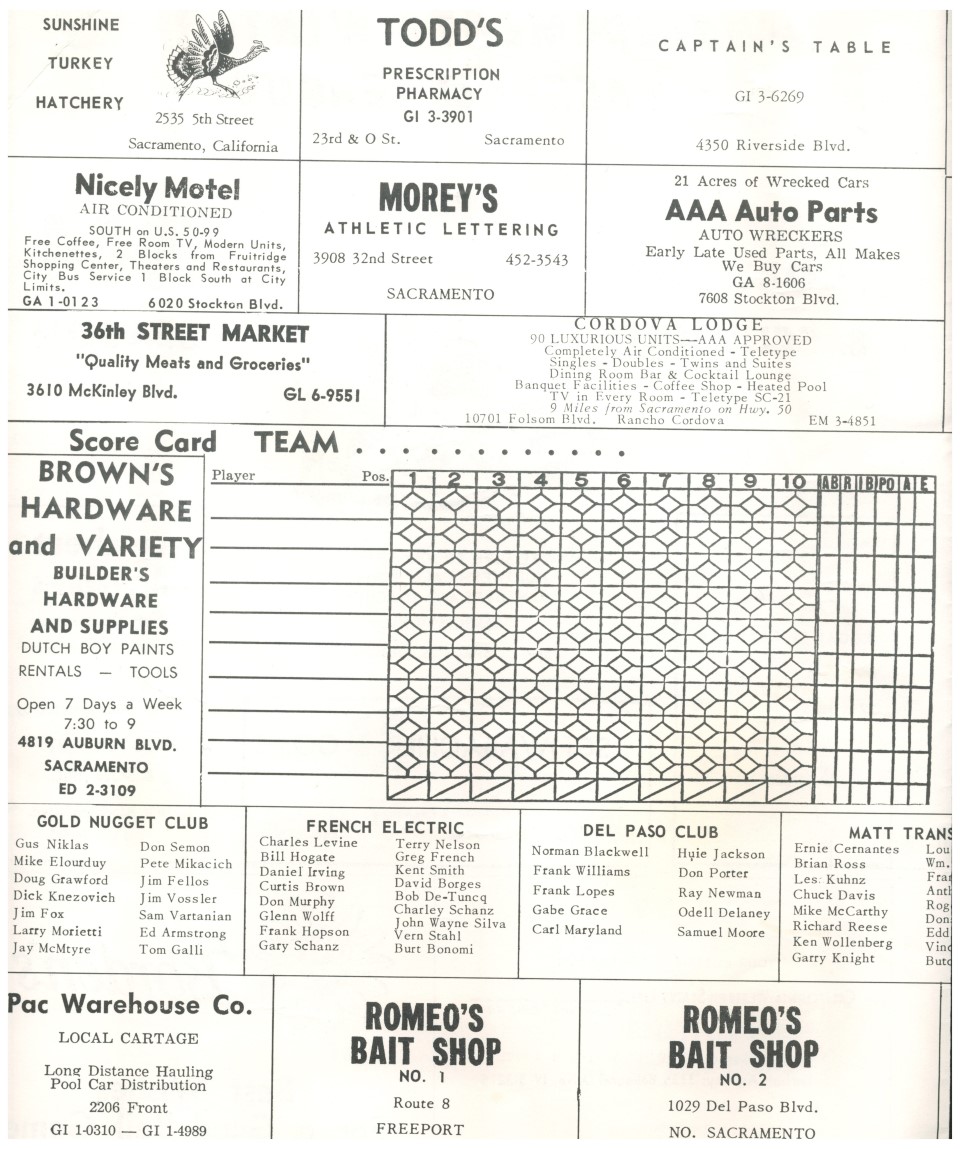 SUNSHINE
TURKEY
HATCHERY
2535 5th Street
Sacramento, California
TODD'S
PRESCRIPTION
PHARMACY
GI 3-3901
23rd & O St. Sacramento
CAPTAIN'S TABLE
GI 3-6269
4350 Riverside Blvd.
Nicely Motel
AIR CONDITIONED
SOUTH on U.S. 50-99
Free Coffee, Free Room TV, Modern Units,
Kitchenettes, 2 Blocks from Fruitridge
Shopping Center, Theaters and Restaurants,
City Bus Service 1 Block South at City
Limits.
GA 1-0123 6020 Stockton Blvd.
MOREY'S
ATHLETIC LETTERING
3908 32nd Street 452-3543
SACRAMENTO
21 Acres of Wrecked Cars
AAA Auto Parts
AUTO WRECKERS
Early Late Used Parts, All Makes
We Buy Cars
GA 8-1606
7608 Stockton Blvd.
36th STREET MARKET
"Quality Meats and Groceries"
3610 McKinley Blvd. GL 6-9551
CORDOVA LODGE
90 LUXURIOUS UNITS---AAA APPROVED
Completely Air Conditioned - Teletype
Singles - Doubles - Twins and Suites
Dining Room Bar & Cocktail Lounge
Banquet Facilities - Coffee Shop - Heated Pool
TV in Every Room - Teletype SC-21
9 Miles from Sacramento on Hwy. 50
10701 Folsom Blvd. Rancho Cordova EM 3-4851
Score Card TEAM . . . . . . . . . . . .
BROWN'S
HARDWARE
and VARIETY
BUILDER'S
HARDWARE
AND SUPPLIES
DUTCH BOY PAINTS
RENTALS — TOOLS
Open 7 Days a Week
7:30 to 9
4819 AUBURN BLVD.
SACRAMENTO
ED 2-3109
Player Pos. 1 2 3 4 5 6 7 8 9 10 AB R IB PO A E
GOLD NUGGET CLUB
Gus Niklas Don Semon
Mike Elourduy Pete Mikacich
Doug Grawford Jim Fellos
Dick Knezovich Jim Vossler
Jim Fox Sam Vartanian
Larry Morietti Ed Armstrong
Jay McMtyre Tom Galli
FRENCH ELECTRIC
Charles Levine Terry Nelson
Bill Hogate Greg French
Daniel Irving Kent Smith
Curtis Brown David Borges
Don Murphy Bob De-Tuncq
Glenn Wolff Charley Schanz
Frank Hopson John Wayne Silva
Gary Schanz Vern Stahl
Burt Bonomi
DEL PASO CLUB
Norman Blackwell Huie Jackson
Frank Williams Don Porter
Frank Lopes Ray Newman
Gabe Grace Odell Delaney
Carl Maryland Samuel Moore
MATT TRANS
Ernie Cernantes Lou
Brian Ross Wm.
Les Kuhnz Fra
Chuck Davis Ant
Mike McCarthy Rog
Richard Reese Don
Ken Wollenberg Edd
Garry Knight Vinc
Butc
Pac Warehouse Co.
LOCAL CARTAGE
Long Distance Hauling
Pool Car Distribution
2206 Front
GI 1-0310 — GI 1-4989
ROMEO'S
BAIT SHOP
NO. 1
Route 8
FREEPORT
ROMEO'S
BAIT SHOP
NO. 2
1029 Del Paso Blvd.
NO. SACRAMENTO